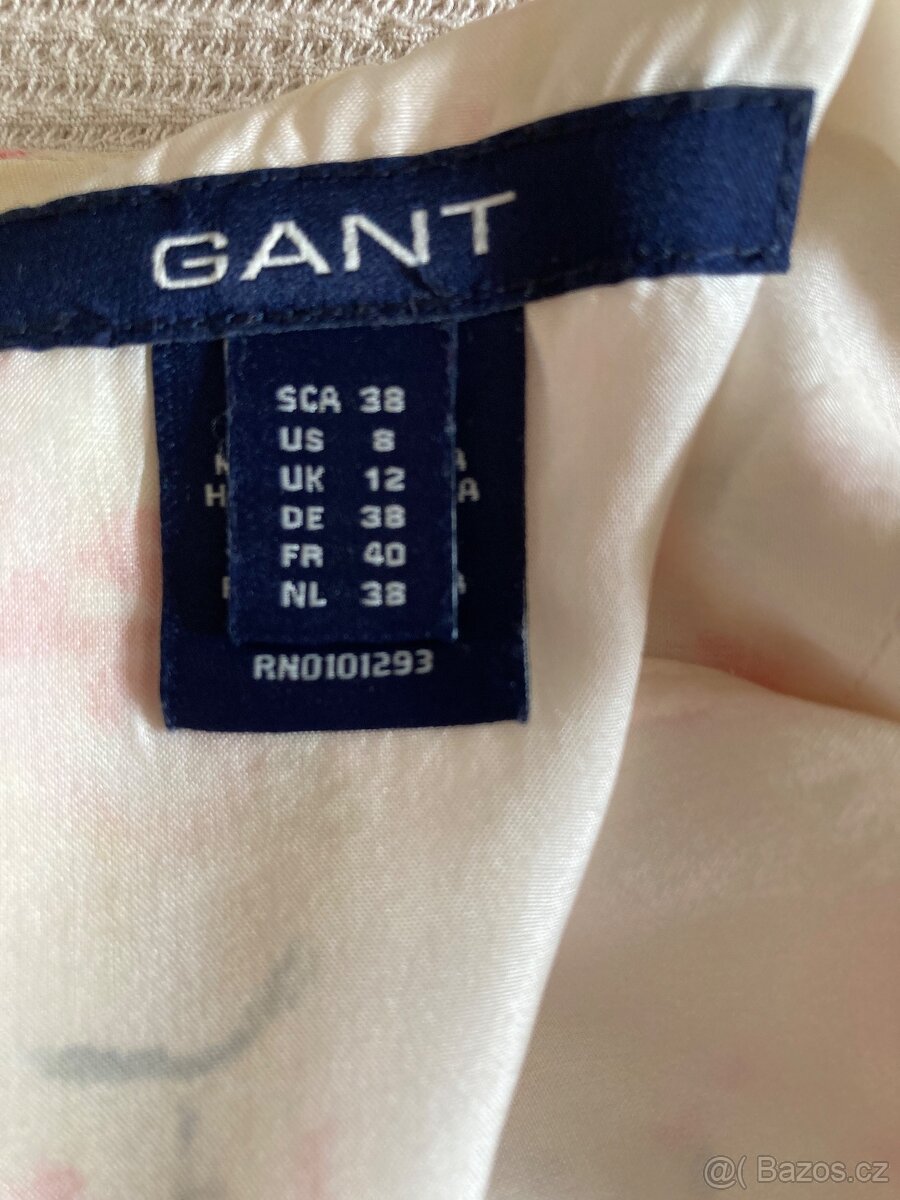 GANT
SCA 38
US 8
UK 12
DE 38
FR 40
NL 38
RN0101293
@( Bazos.cz